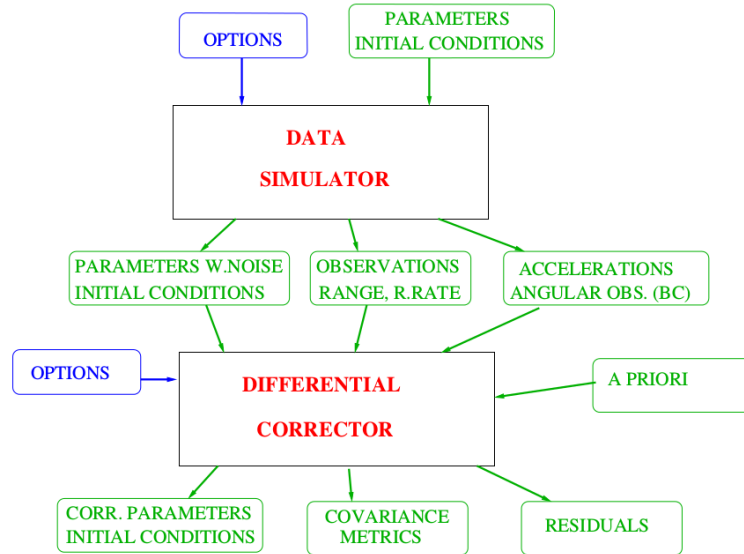 OPTIONS
PARAMETERS
INITIAL CONDITIONS
DATA
SIMULATOR
PARAMETERS W.NOISE
INITIAL CONDITIONS
OBSERVATIONS
RANGE, R.RATE
ACCELERATIONS
ANGULAR OBS. (BC)
OPTIONS
DIFFERENTIAL
CORRECTOR
A PRIORI
CORR. PARAMETERS
INITIAL CONDITIONS
COVARIANCE
METRICS
RESIDUALS